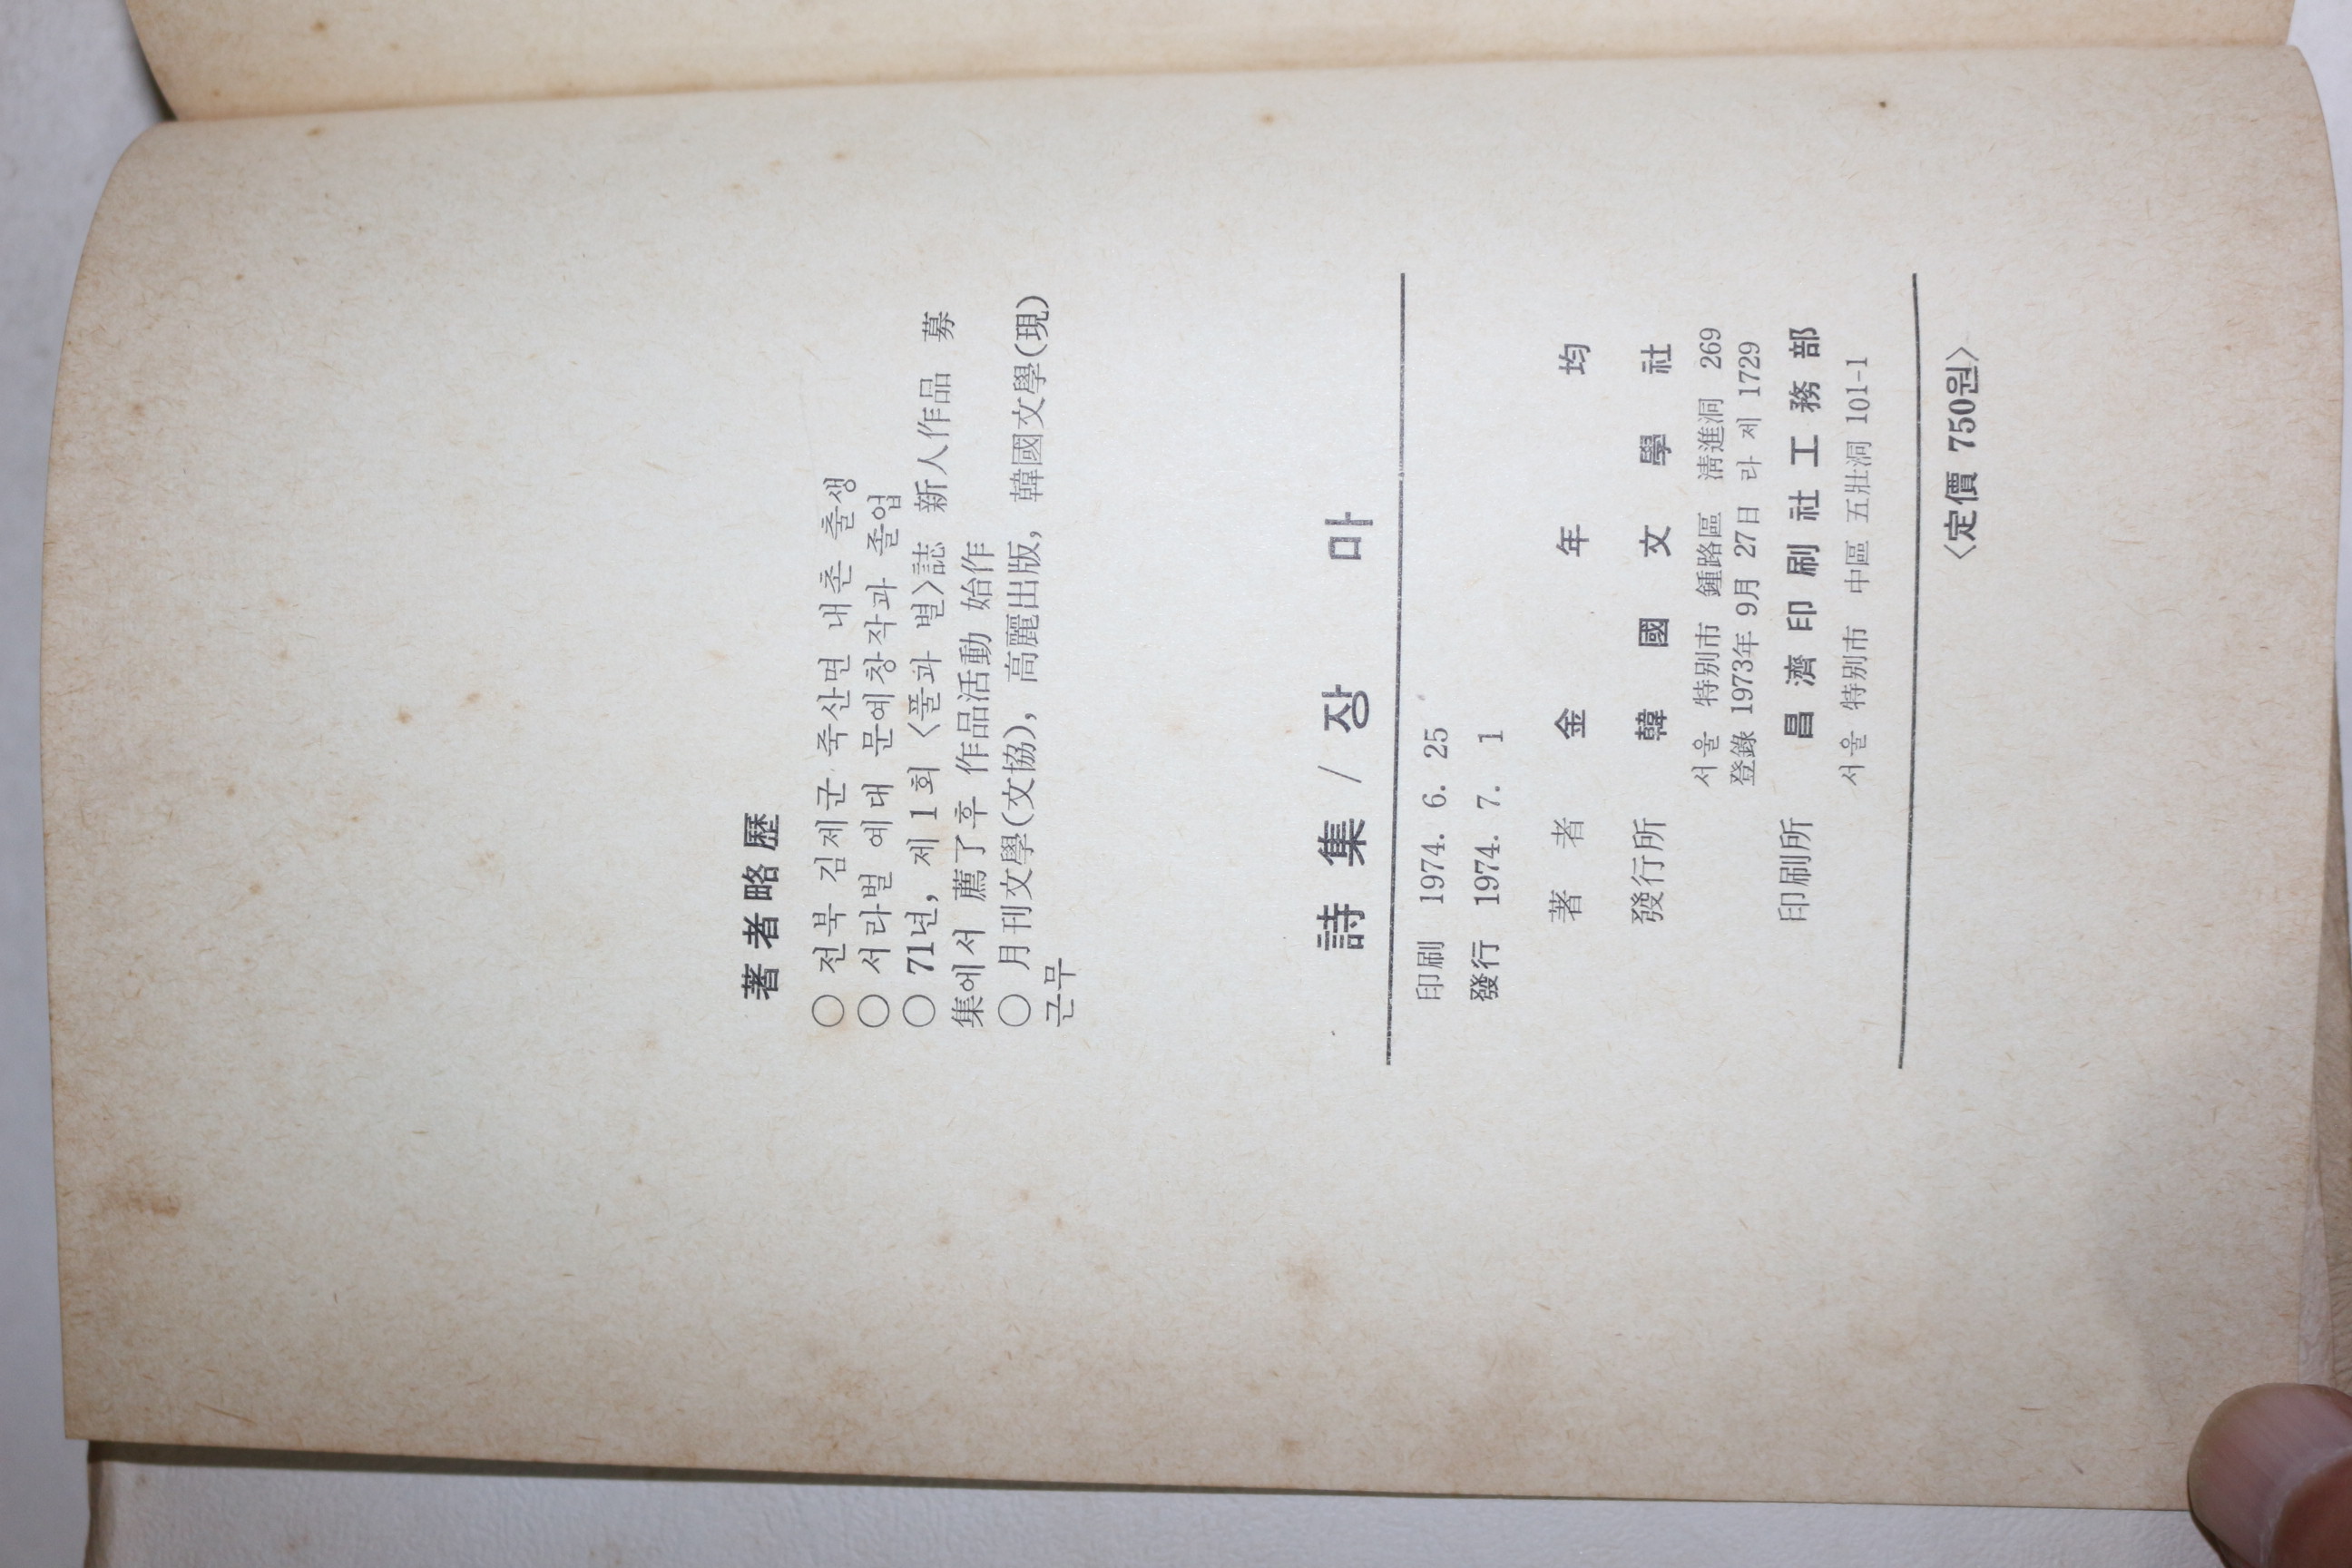 著者略歷
○ 전북 김제군 죽산면 내촌 출생
○ 서라벌 예대 문예창작과 졸업
○ 71년, 제1회 〈풀과 별〉誌 新人作品 募
集에서 薦了후 作品活動 始作
○ 月刊文學(文協), 高麗出版, 韓國文學(現)
근무
詩集/장 마
印刷 1974. 6. 25
發行 1974. 7. 1
著者 金年均
發行所 韓國文學社
서울 特別市 鍾路區 淸進洞 269
登錄 1973年 9月 27日 라 제 1729
印刷所 昌濟印刷社工務部
서울 特別市 中區 五壯洞 101-1
〈定價 750원〉